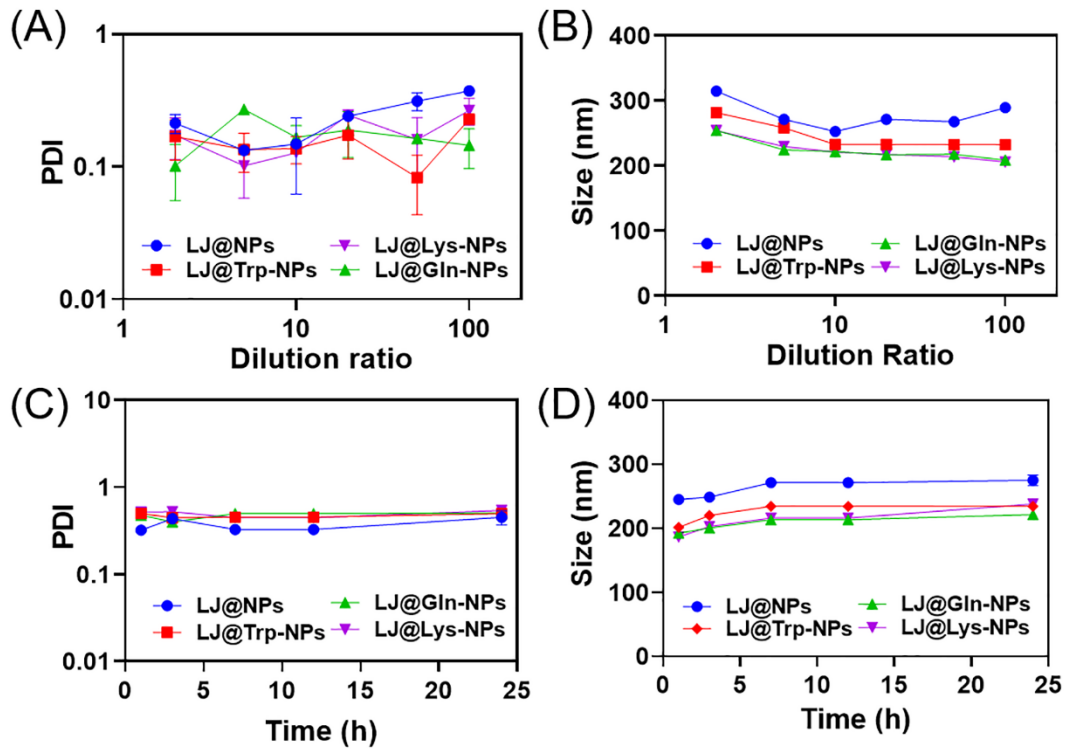 (A)
1
0.1
0.01
PDI
LJ@NPs
LJ@Trp-NPs
LJ@Lys-NPs
LJ@Gln-NPs
1 10 100
Dilution ratio
(B)
400
300
200
100
0
Size (nm)
LJ@NPs
LJ@Trp-NPs
LJ@Gln-NPs
LJ@Lys-NPs
1 10 100
Dilution Ratio
(C)
10
1
0.1
0.01
PDI
LJ@NPs
LJ@Trp-NPs
LJ@Gln-NPs
LJ@Lys-NPs
0 5 10 15 20 25
Time (h)
(D)
400
300
200
100
0
Size (nm)
LJ@NPs
LJ@Trp-NPs
LJ@Gln-NPs
LJ@Lys-NPs
0 5 10 15 20 25
Time (h)